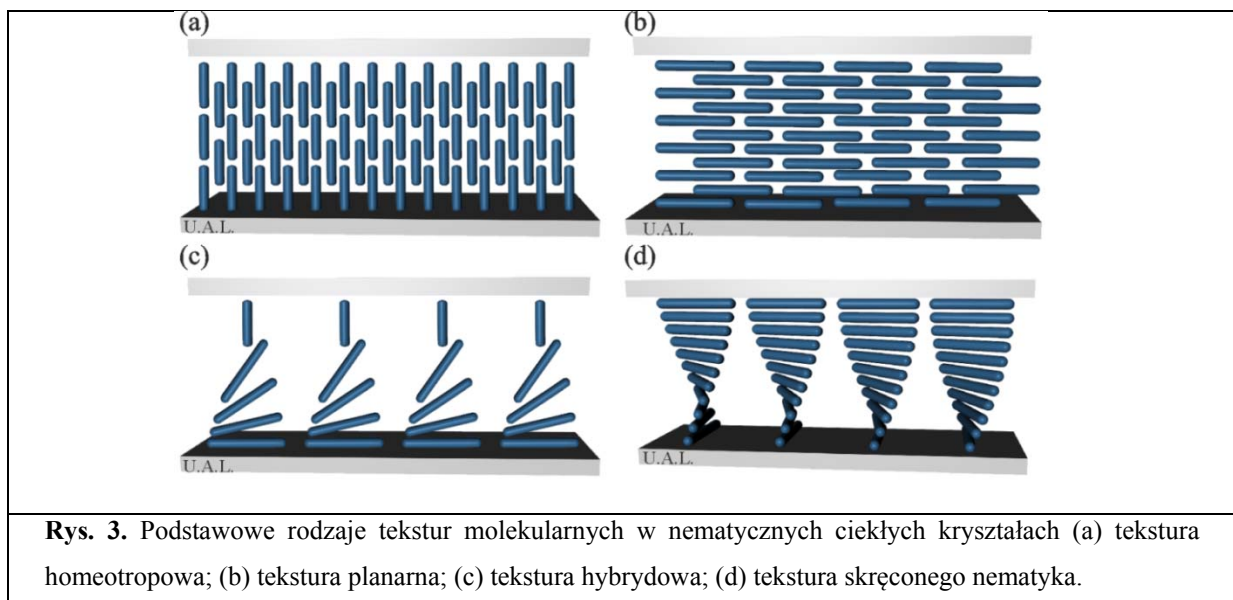 (a)
(b)
U.A.L.
U.A.L.
(c)
(d)
U.A.L.
U.A.L.
Rys. 3. Podstawowe rodzaje tekstur molekularnych w nematycznych ciekłych kryształach (a) tekstura
homeotropowa; (b) tekstura planarna; (c) tekstura hybrydowa; (d) tekstura skręconego nematyka.